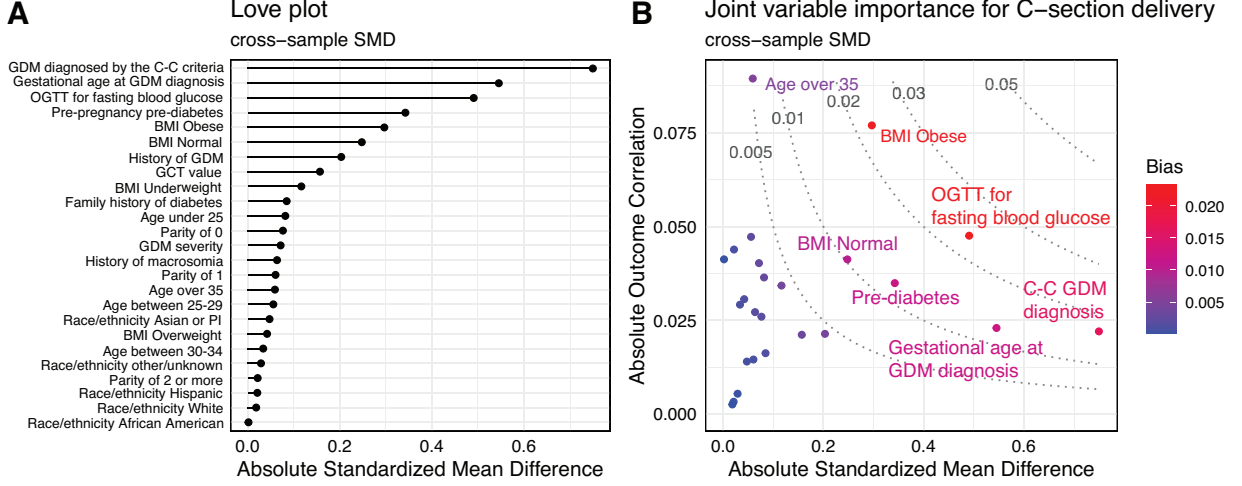 A
Love plot
cross-sample SMD
GDM diagnosed by the C-C criteria
Gestational age at GDM diagnosis
OGTT for fasting blood glucose
Pre-pregnancy pre-diabetes
BMI Obese
BMI Normal
History of GDM
GCT value
BMI Underweight
Family history of diabetes
Age under 25
Parity of 0
GDM severity
History of macrosomia
Parity of 1
Age over 35
Age between 25-29
Race/ethnicity Asian or PI
BMI Overweight
Age between 30-34
Race/ethnicity other/unknown
Parity of 2 or more
Race/ethnicity Hispanic
Race/ethnicity White
Race/ethnicity African American
0.0 0.2 0.4 0.6
Absolute Standardized Mean Difference
B
Joint variable importance for C−section delivery
cross−sample SMD
Absolute Outcome Correlation
0.075
0.050
0.025
0.000
Age over 35
0.005
0.01
0.02
0.03
0.05
BMI Obese
OGTT for
fasting blood glucose
BMI Normal
Pre-diabetes
C-C GDM
diagnosis
Gestational age at
GDM diagnosis
0.0 0.2 0.4 0.6
Absolute Standardized Mean Difference
Bias
0.020
0.015
0.010
0.005